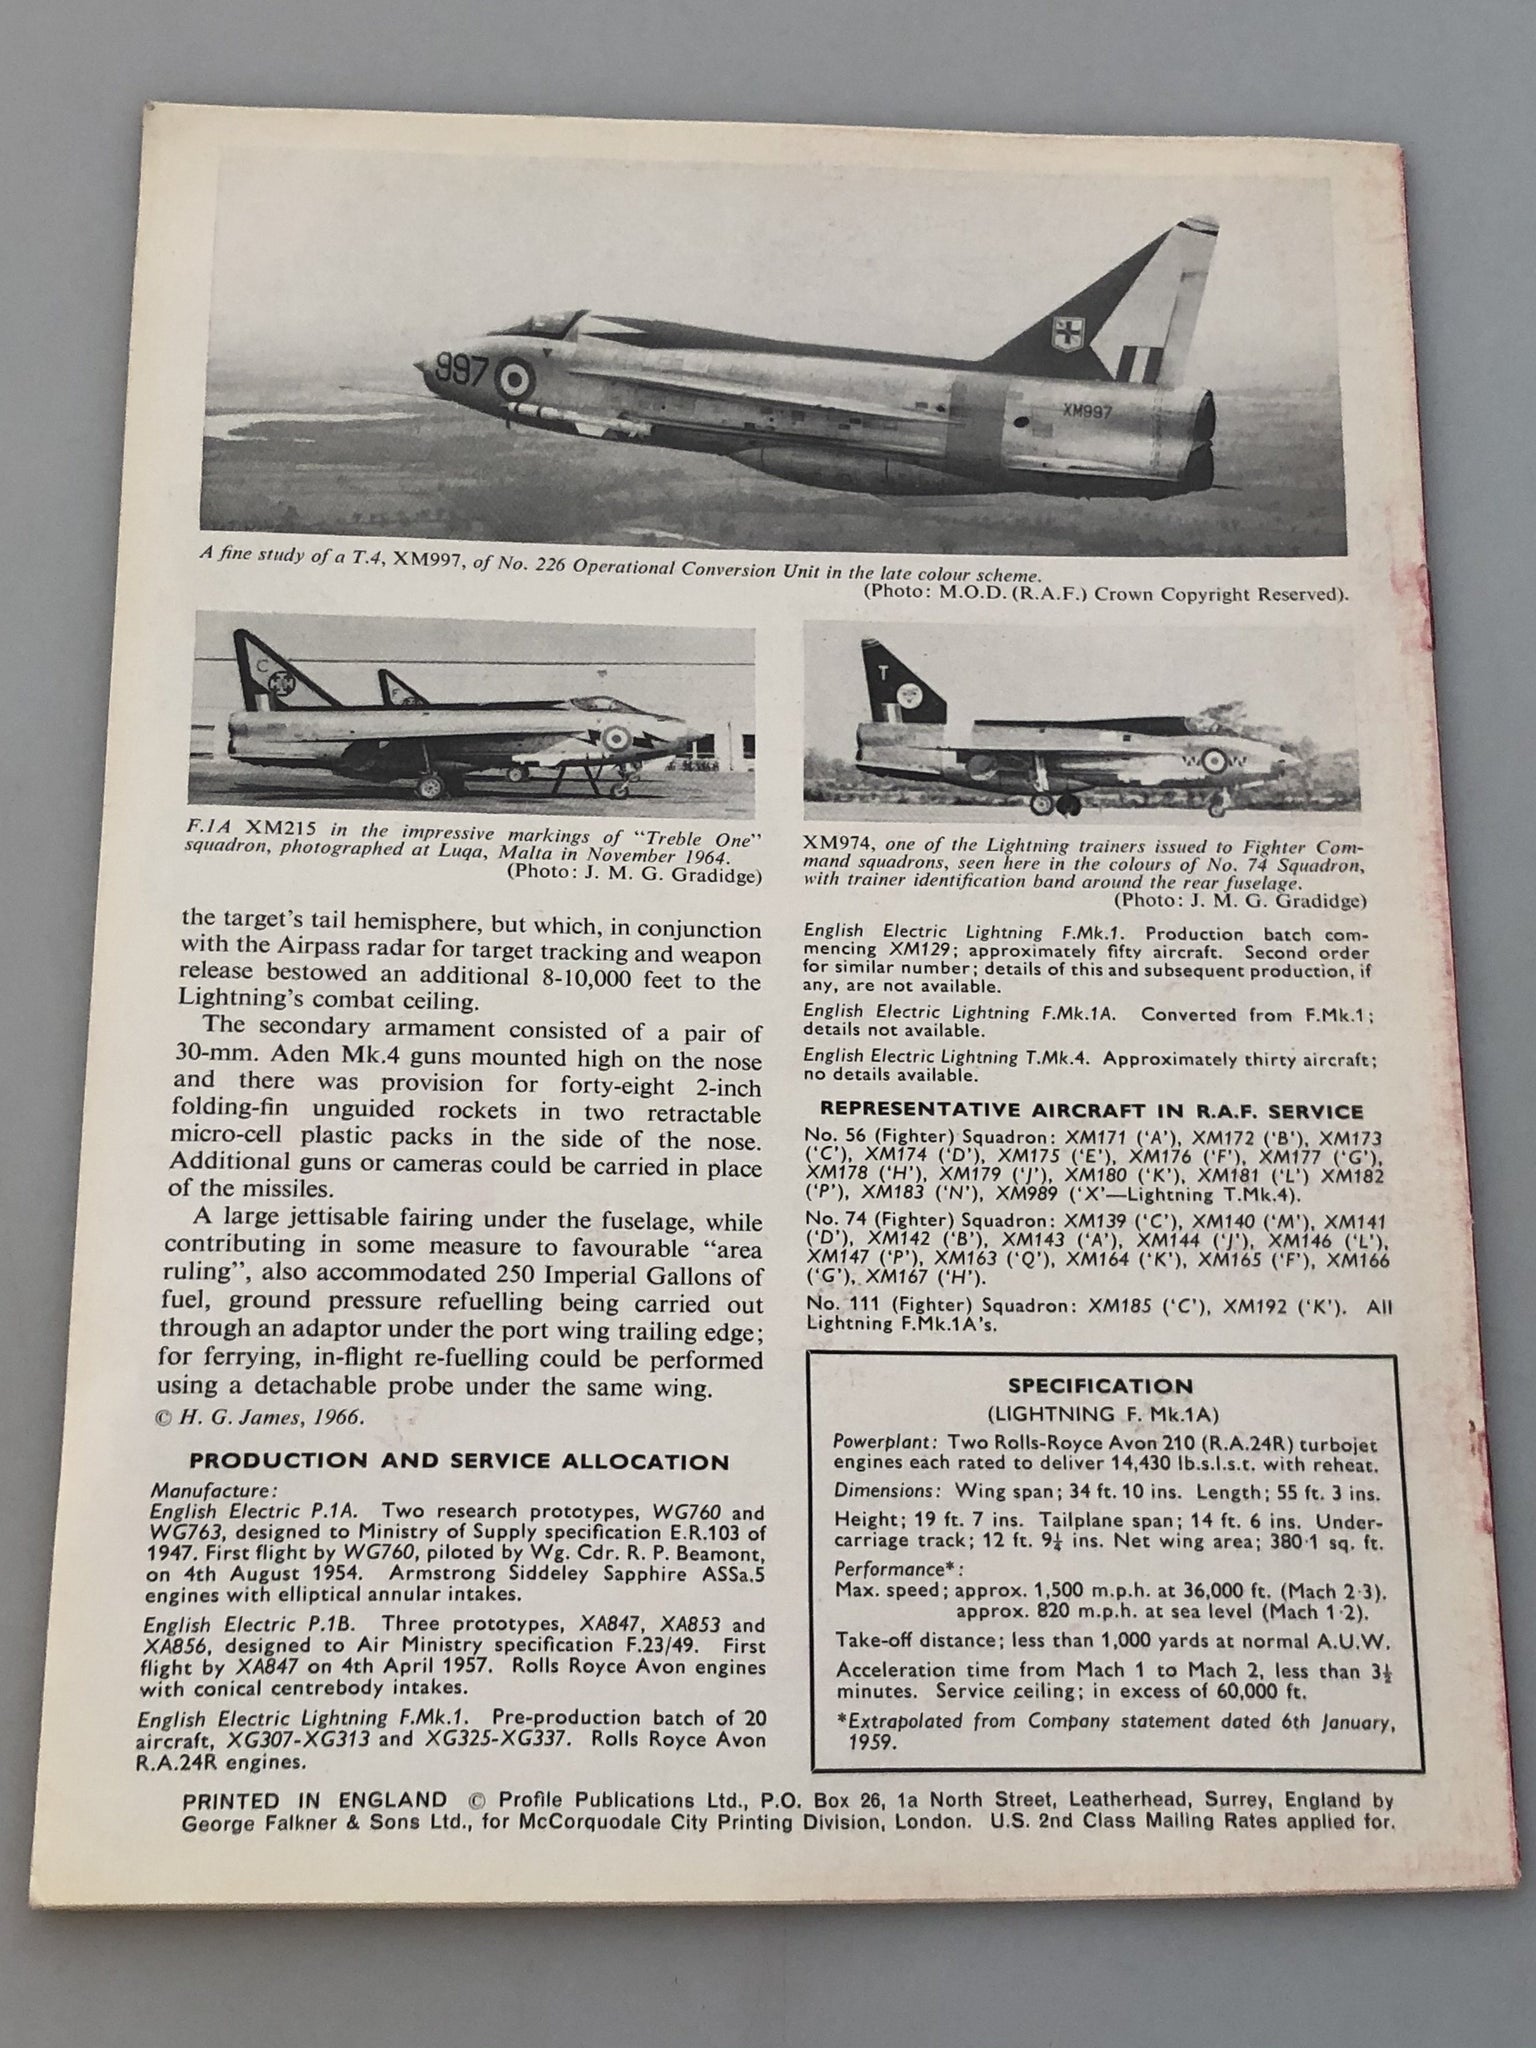 997
XM997
A fine study of a T.4, XM997, of No. 226 Operational Conversion Unit in the late colour scheme.
(Photo: M.O.D. (R.A.F.) Crown Copyright Reserved).
C
F
F.1A XM215 in the impressive markings of “Treble One”
squadron, photographed at Luqa, Malta in November 1964.
(Photo: J. M. G. Gradidge)
T
XM974, one of the Lightning trainers issued to Fighter Com-
mand squadrons, seen here in the colours of No. 74 Squadron,
with trainer identification band around the rear fuselage.
(Photo: J. M. G. Gradidge)
the target's tail hemisphere, but which, in conjunction
with the Airpass radar for target tracking and weapon
release bestowed an additional 8-10,000 feet to the
Lightning's combat ceiling.
The secondary armament consisted of a pair of
30-mm. Aden Mk.4 guns mounted high on the nose
and there was provision for forty-eight 2-inch
folding-fin unguided rockets in two retractable
micro-cell plastic packs in the side of the nose.
Additional guns or cameras could be carried in place
of the missiles.
A large jettisable fairing under the fuselage, while
contributing in some measure to favourable “area
ruling”, also accommodated 250 Imperial Gallons of
fuel, ground pressure refuelling being carried out
through an adaptor under the port wing trailing edge;
for ferrying, in-flight re-fuelling could be performed
using a detachable probe under the same wing.
© H. G. James, 1966.
PRODUCTION AND SERVICE ALLOCATION
Manufacture:
English Electric P.1A. Two research prototypes, WG760 and
WG763, designed to Ministry of Supply specification E.R.103 of
1947. First flight by WG760, piloted by Wg. Cdr. R. P. Beamont,
on 4th August 1954. Armstrong Siddeley Sapphire ASSa.5
engines with elliptical annular intakes.
English Electric P.1B. Three prototypes, XA847, XA853 and
XA856, designed to Air Ministry specification F.23/49. First
flight by XA847 on 4th April 1957. Rolls Royce Avon engines
with conical centrebody intakes.
English Electric Lightning F.Mk.1. Pre-production batch of 20
aircraft, XG307-XG313 and XG325-XG337. Rolls Royce Avon
R.A.24R engines.
English Electric Lightning F.Mk.1. Production batch com-
mencing XM129; approximately fifty aircraft. Second order
for similar number; details of this and subsequent production, if
any, are not available.
English Electric Lightning F.Mk.1A. Converted from F.Mk.1;
details not available.
English Electric Lightning T.Mk.4. Approximately thirty aircraft;
no details available.
REPRESENTATIVE AIRCRAFT IN R.A.F. SERVICE
No. 56 (Fighter) Squadron: XM171 (‘A’), XM172 (‘B’), XM173
(‘C’), XM174 (‘D’), XM175 (‘E’), XM176 (‘F’), XM177 (‘G’),
XM178 (‘H’), XM179 (‘J’), XM180 (‘K’), XM181 (‘L’) XM182
(‘P’), XM183 (‘N’), XM989 (‘X’—Lightning T.Mk.4).
No. 74 (Fighter) Squadron: XM139 (‘C’), XM140 (‘M’), XM141
(‘D’), XM142 (‘B’), XM143 (‘A’), XM144 (‘J’), XM146 (‘L’),
XM147 (‘P’), XM163 (‘Q’), XM164 (‘K’), XM165 (‘F’), XM166
(‘G’), XM167 (‘H’).
No. 111 (Fighter) Squadron: XM185 (‘C’), XM192 (‘K’). All
Lightning F.Mk.1A's.
SPECIFICATION
(LIGHTNING F. Mk.1A)
Powerplant: Two Rolls-Royce Avon 210 (R.A.24R) turbojet
engines each rated to deliver 14,430 lb.s.l.s.t. with reheat.
Dimensions: Wing span; 34 ft. 10 ins. Length; 55 ft. 3 ins.
Height; 19 ft. 7 ins. Tailplane span; 14 ft. 6 ins. Under-
carriage track; 12 ft. 9¼ ins. Net wing area; 380·1 sq. ft.
Performance*:
Max. speed; approx. 1,500 m.p.h. at 36,000 ft. (Mach 2·3).
approx. 820 m.p.h. at sea level (Mach 1·2).
Take-off distance; less than 1,000 yards at normal A.U.W.
Acceleration time from Mach 1 to Mach 2, less than 3½
minutes. Service ceiling; in excess of 60,000 ft.
*Extrapolated from Company statement dated 6th January,
1959.
PRINTED IN ENGLAND © Profile Publications Ltd., P.O. Box 26, 1a North Street, Leatherhead, Surrey, England by
George Falkner & Sons Ltd., for McCorquodale City Printing Division, London. U.S. 2nd Class Mailing Rates applied for.